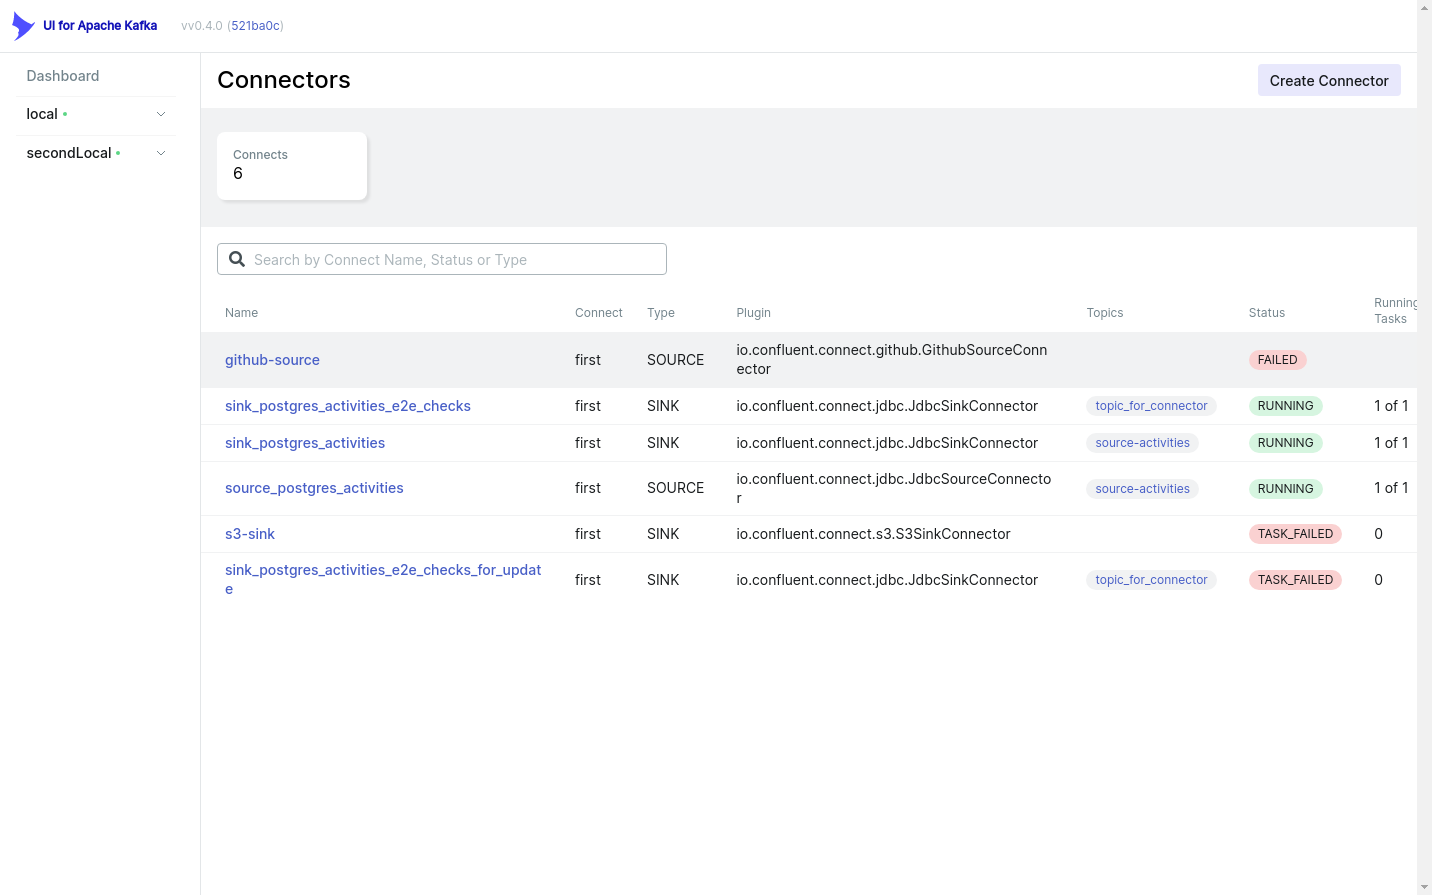 UI for Apache Kafka vv0.4.0 (521ba0c)
Dashboard
local
secondLocal
Connectors
Create Connector
Connects
6
Search by Connect Name, Status or Type
Name Connect Type Plugin Topics Status Running
Tasks
github-source first SOURCE io.confluent.connect.github.GithubSourceConn
ector FAILED
sink_postgres_activities_e2e_checks first SINK io.confluent.connect.jdbc.JdbcSinkConnector topic_for_connector RUNNING 1 of 1
sink_postgres_activities first SINK io.confluent.connect.jdbc.JdbcSinkConnector source-activities RUNNING 1 of 1
source_postgres_activities first SOURCE io.confluent.connect.jdbc.JdbcSourceConnecto
r source-activities RUNNING 1 of 1
s3-sink first SINK io.confluent.connect.s3.S3SinkConnector TASK_FAILED 0
sink_postgres_activities_e2e_checks_for_updat
e first SINK io.confluent.connect.jdbc.JdbcSinkConnector topic_for_connector TASK_FAILED 0